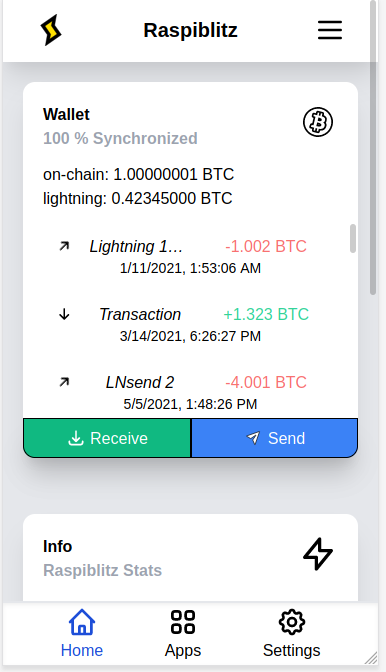 Raspiblitz
Wallet
100 % Synchronized
on-chain: 1.00000001 BTC
lightning: 0.42345000 BTC
Lightning 1… -1.002 BTC
1/11/2021, 1:53:06 AM
Transaction +1.323 BTC
3/14/2021, 6:26:27 PM
LNsend 2 -4.001 BTC
5/5/2021, 1:48:26 PM
Receive Send
Info
Raspiblitz Stats
Home Apps Settings